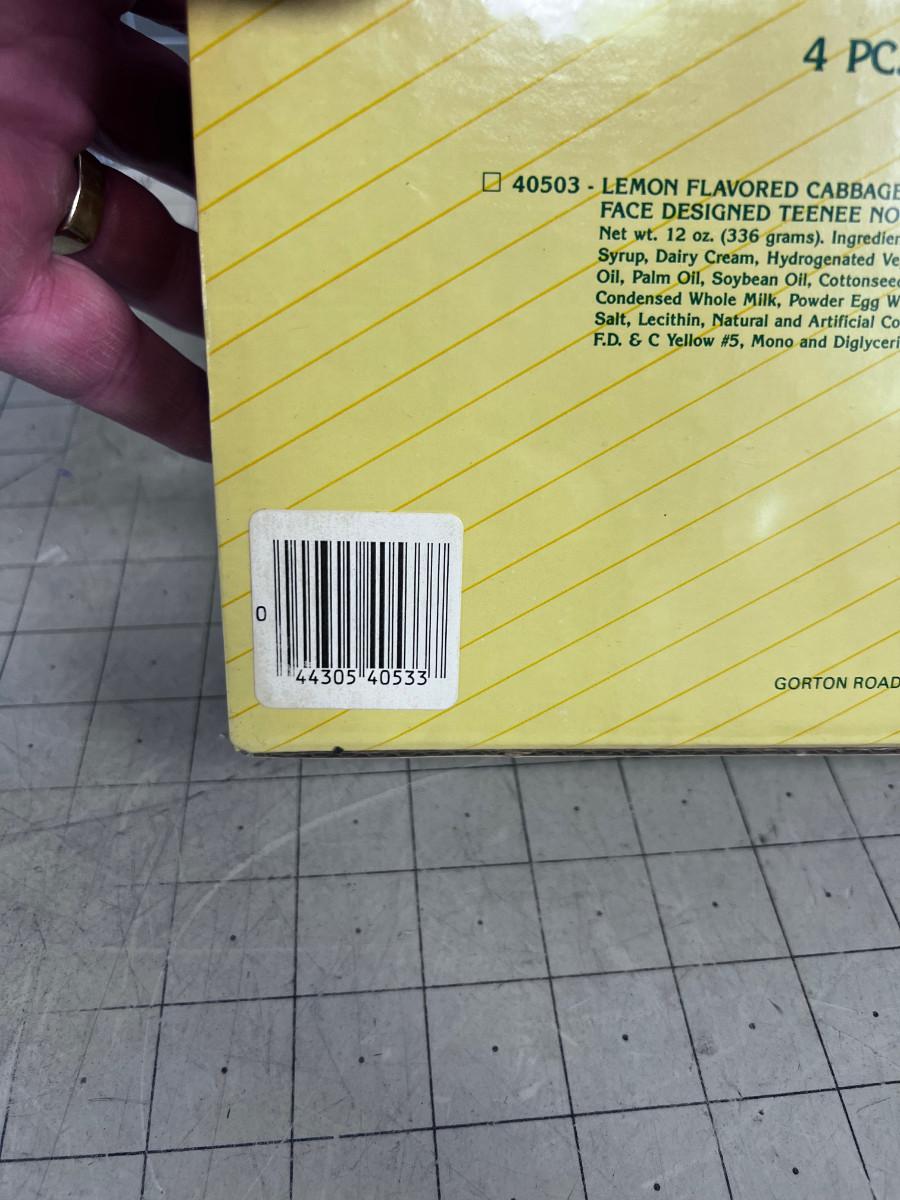 4 PC.
☐ 40503 - LEMON FLAVORED CABBAGE
FACE DESIGNED TEENEE NO
Net wt. 12 oz. (336 grams). Ingredien
Syrup, Dairy Cream, Hydrogenated Ve
Oil, Palm Oil, Soybean Oil, Cottonseed
Condensed Whole Milk, Powder Egg W
Salt, Lecithin, Natural and Artificial Co
F.D. & C Yellow #5, Mono and Diglyceri
0 44305 40533
GORTON ROAD